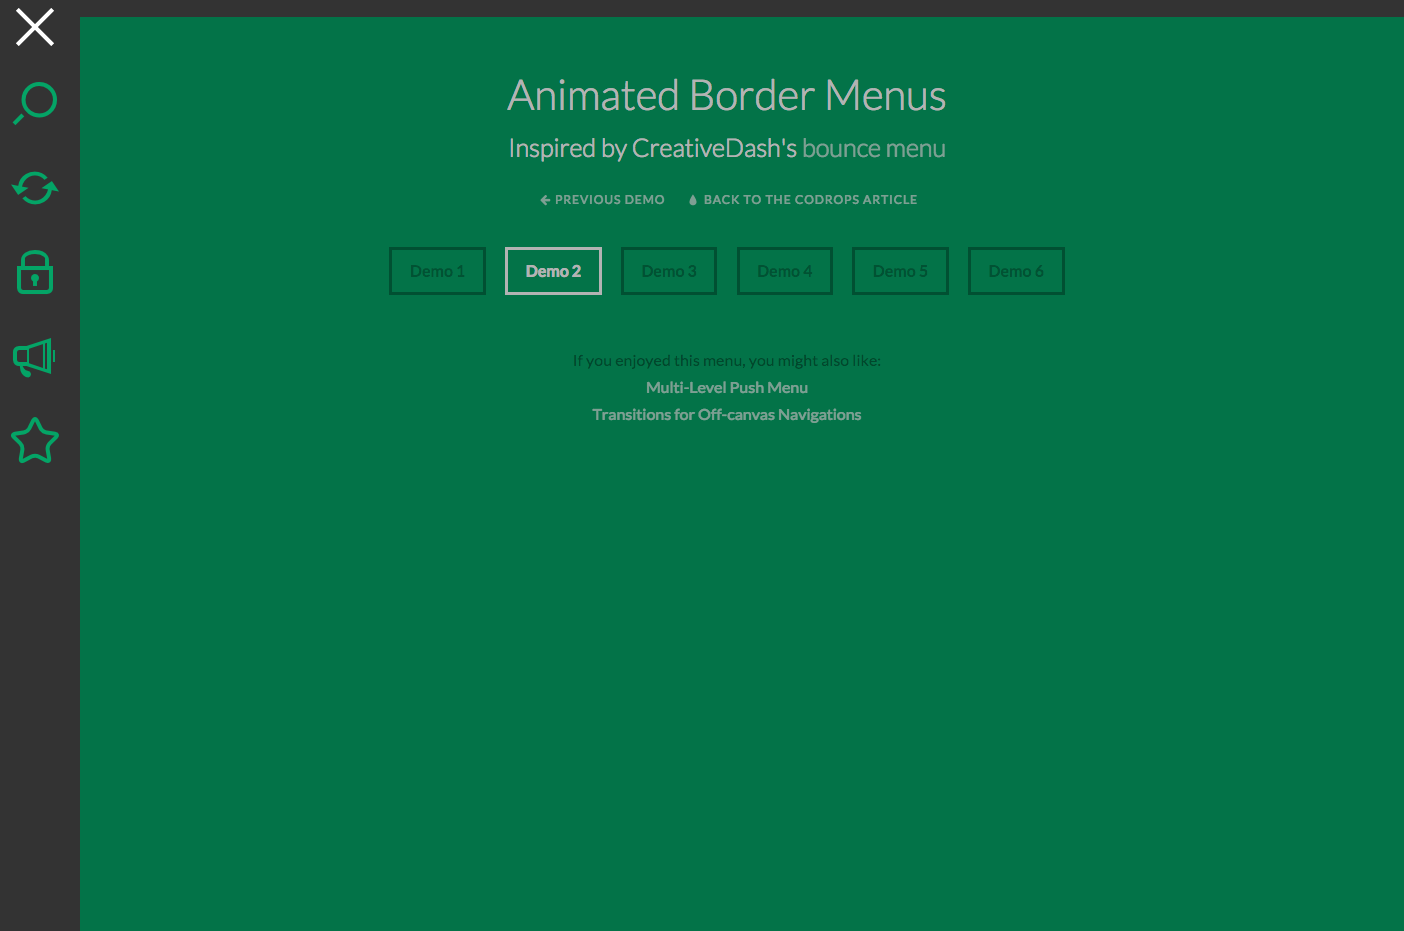 Animated Border Menus
Inspired by CreativeDash's bounce menu
PREVIOUS DEMO BACK TO THE CODROPS ARTICLE
Demo 1 Demo 2 Demo 3 Demo 4 Demo 5 Demo 6
If you enjoyed this menu, you might also like:
Multi-Level Push Menu
Transitions for Off-canvas Navigations